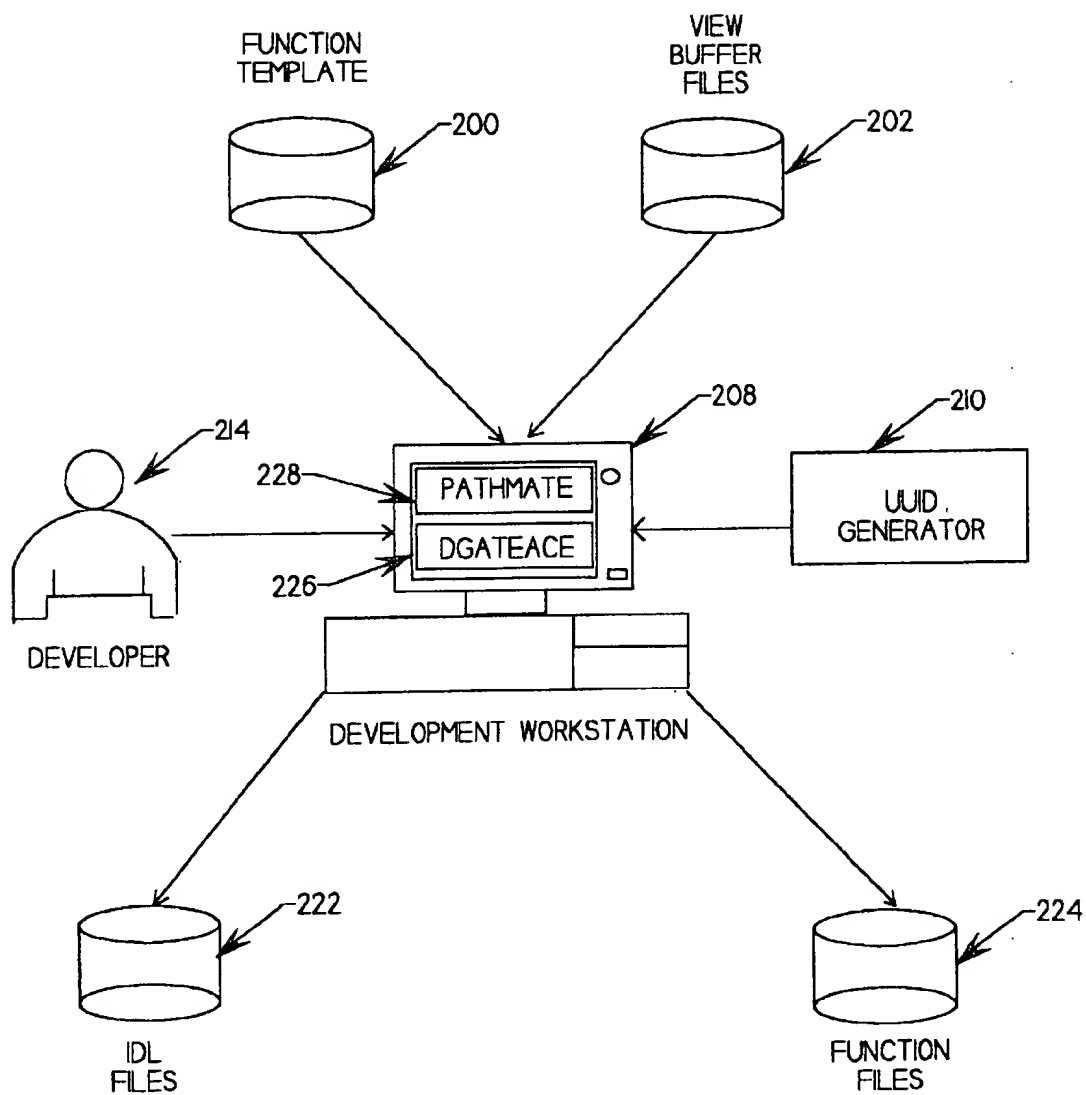 FUNCTION
TEMPLATE
200
VIEW
BUFFER
FILES
202
208
210
214
228
PATHMATE
DGATEACE
226
UUID
GENERATOR
DEVELOPER
DEVELOPMENT WORKSTATION
222
224
IDL
FILES
FUNCTION
FILES